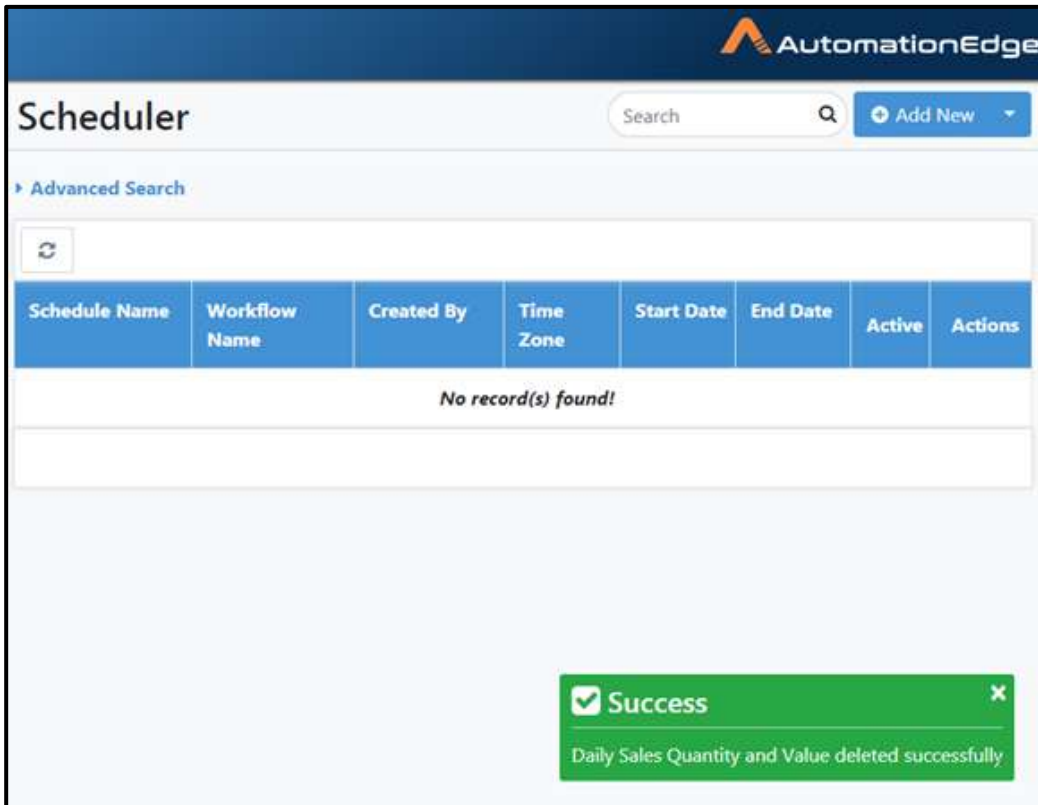 AutomationEdge
Scheduler
Search
Add New
Advanced Search
Schedule Name
Workflow
Name
Created By
Time
Zone
Start Date
End Date
Active
Actions
No record(s) found!
Success
Daily Sales Quantity and Value deleted successfully